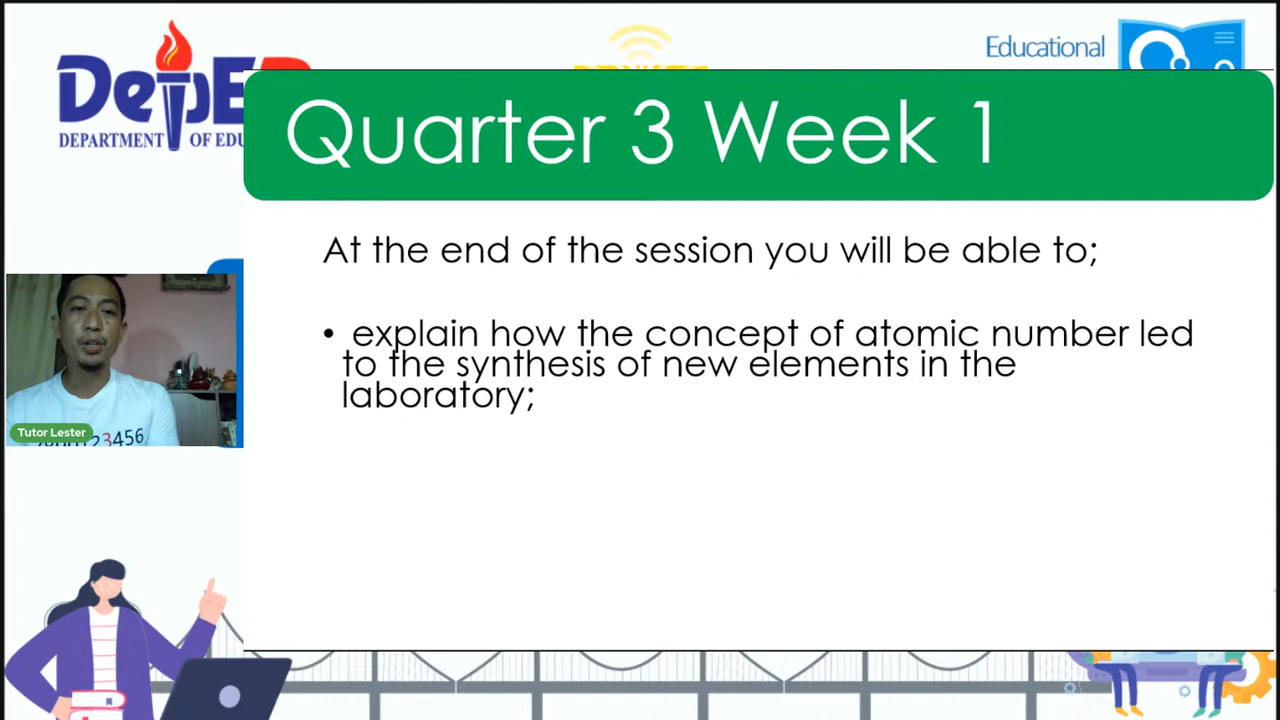 DepE
DEPARTMENT OF EDU
Educational
Quarter 3 Week 1
At the end of the session you will be able to;
• explain how the concept of atomic number led
to the synthesis of new elements in the
laboratory;
Tutor Lester
123456